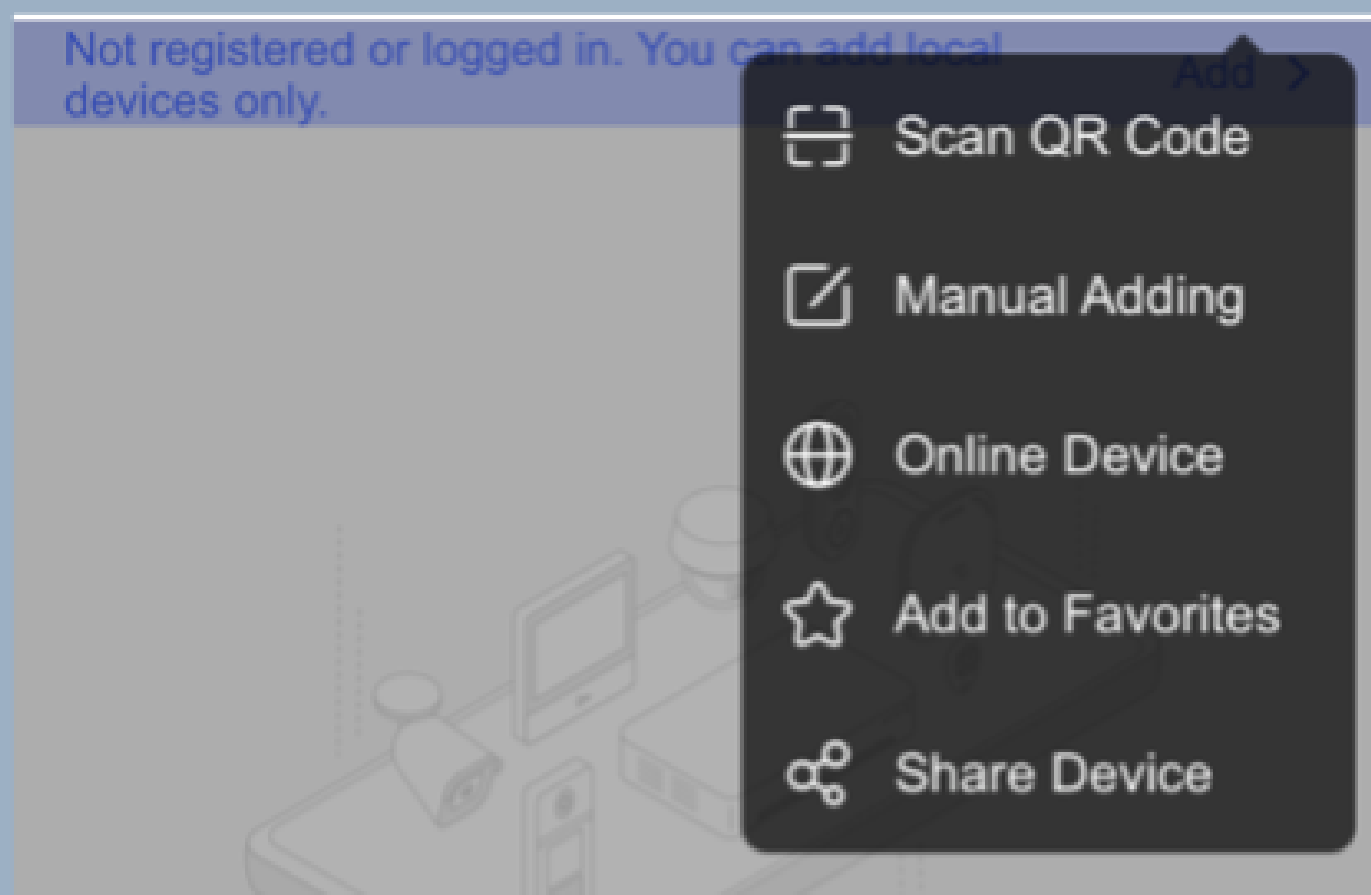 Not registered or logged in. You can add local
devices only.
Add >
Scan QR Code
Manual Adding
Online Device
Add to Favorites
Share Device